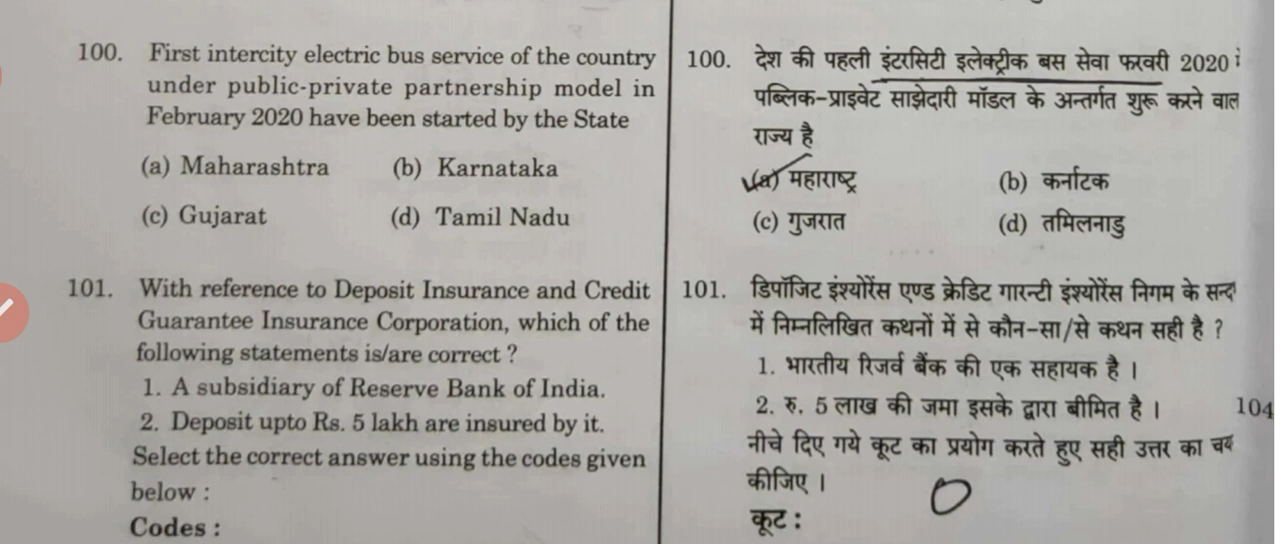 100. First intercity electric bus service of the country
under public-private partnership model in
February 2020 have been started by the State
(a) Maharashtra (b) Karnataka
(c) Gujarat (d) Tamil Nadu
101. With reference to Deposit Insurance and Credit
Guarantee Insurance Corporation, which of the
following statements is/are correct ?
1. A subsidiary of Reserve Bank of India.
2. Deposit upto Rs. 5 lakh are insured by it.
Select the correct answer using the codes given
below :
Codes :
100. देश की पहली इंटरसिटी इलेक्ट्रीक बस सेवा फरवरी 2020
पब्लिक-प्राइवेट साझेदारी मॉडल के अन्तर्गत शुरू करने वाल
राज्य है
(a) महाराष्ट्र (b) कर्नाटक
(c) गुजरात (d) तमिलनाडु
101. डिपॉजिट इंश्योरेंस एण्ड क्रेडिट गारन्टी इंश्योरेंस निगम के सन्द
में निम्नलिखित कथनों में से कौन-सा/से कथन सही है ?
1. भारतीय रिजर्व बैंक की एक सहायक है ।
2. रु. 5 लाख की जमा इसके द्वारा बीमित है ।
नीचे दिए गये कूट का प्रयोग करते हुए सही उत्तर का चय
कीजिए ।
कूट :
104